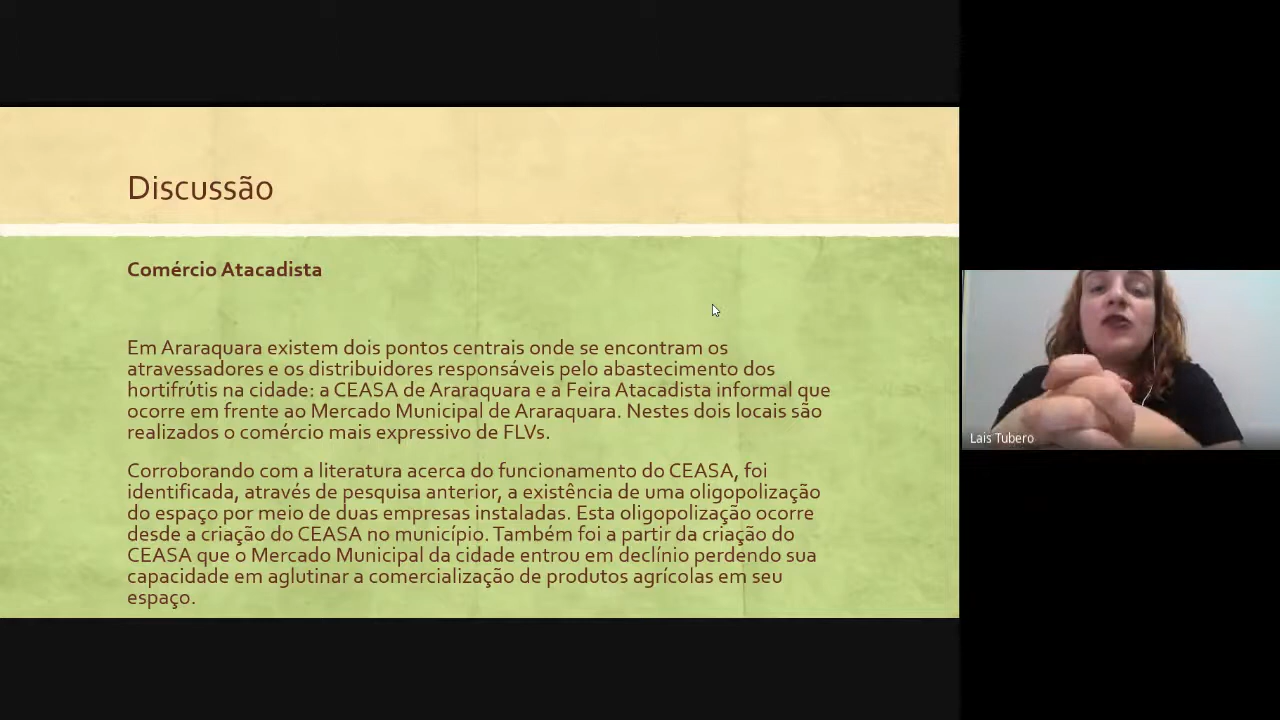 Discussão
Comércio Atacadista
Em Araraquara existem dois pontos centrais onde se encontram os
atravessadores e os distribuidores responsáveis pelo abastecimento dos
hortifrútis na cidade: a CEASA de Araraquara e a Feira Atacadista informal que
ocorre em frente ao Mercado Municipal de Araraquara. Nestes dois locais são
realizados o comércio mais expressivo de FLVs.
Corroborando com a literatura acerca do funcionamento do CEASA, foi
identificada, através de pesquisa anterior, a existência de uma oligopolização
do espaço por meio de duas empresas instaladas. Esta oligopolização ocorre
desde a criação do CEASA no município. Também foi a partir da criação do
CEASA que o Mercado Municipal da cidade entrou em declínio perdendo sua
capacidade em aglutinar a comercialização de produtos agrícolas em seu
espaço.
Lais Tubero